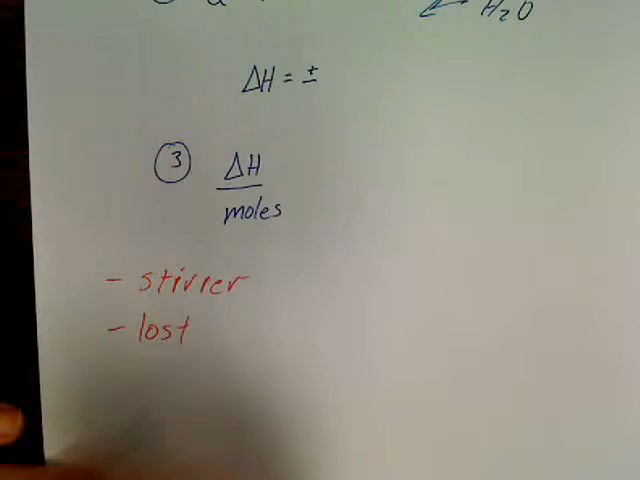 H₂O
ΔH = ±
③ ΔH
moles
- stirrer
- lost